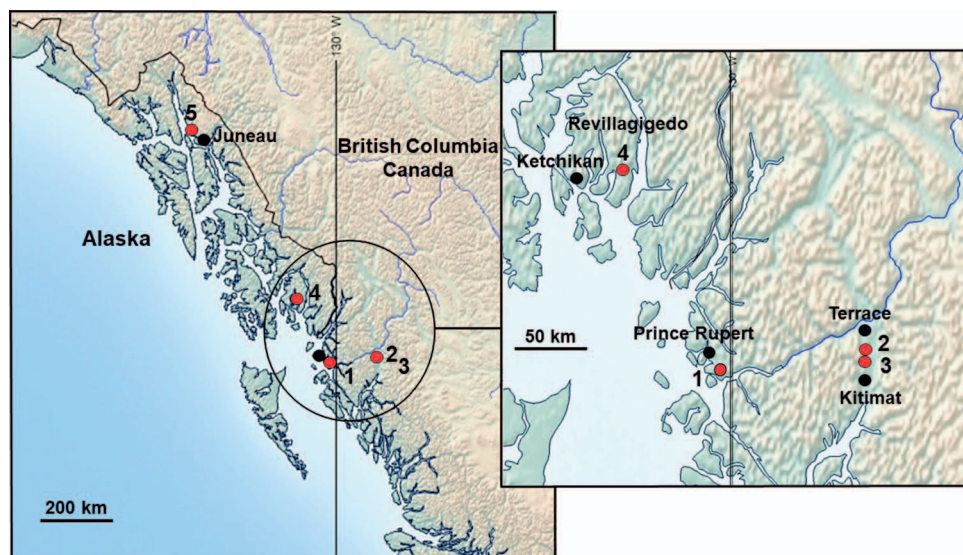 130° W
5
Juneau
British Columbia
Canada
Alaska
4
2
3
1
200 km
Revillagigedo
4
Ketchikan
Terrace
Prince Rupert
2
50 km
3
1
Kitimat